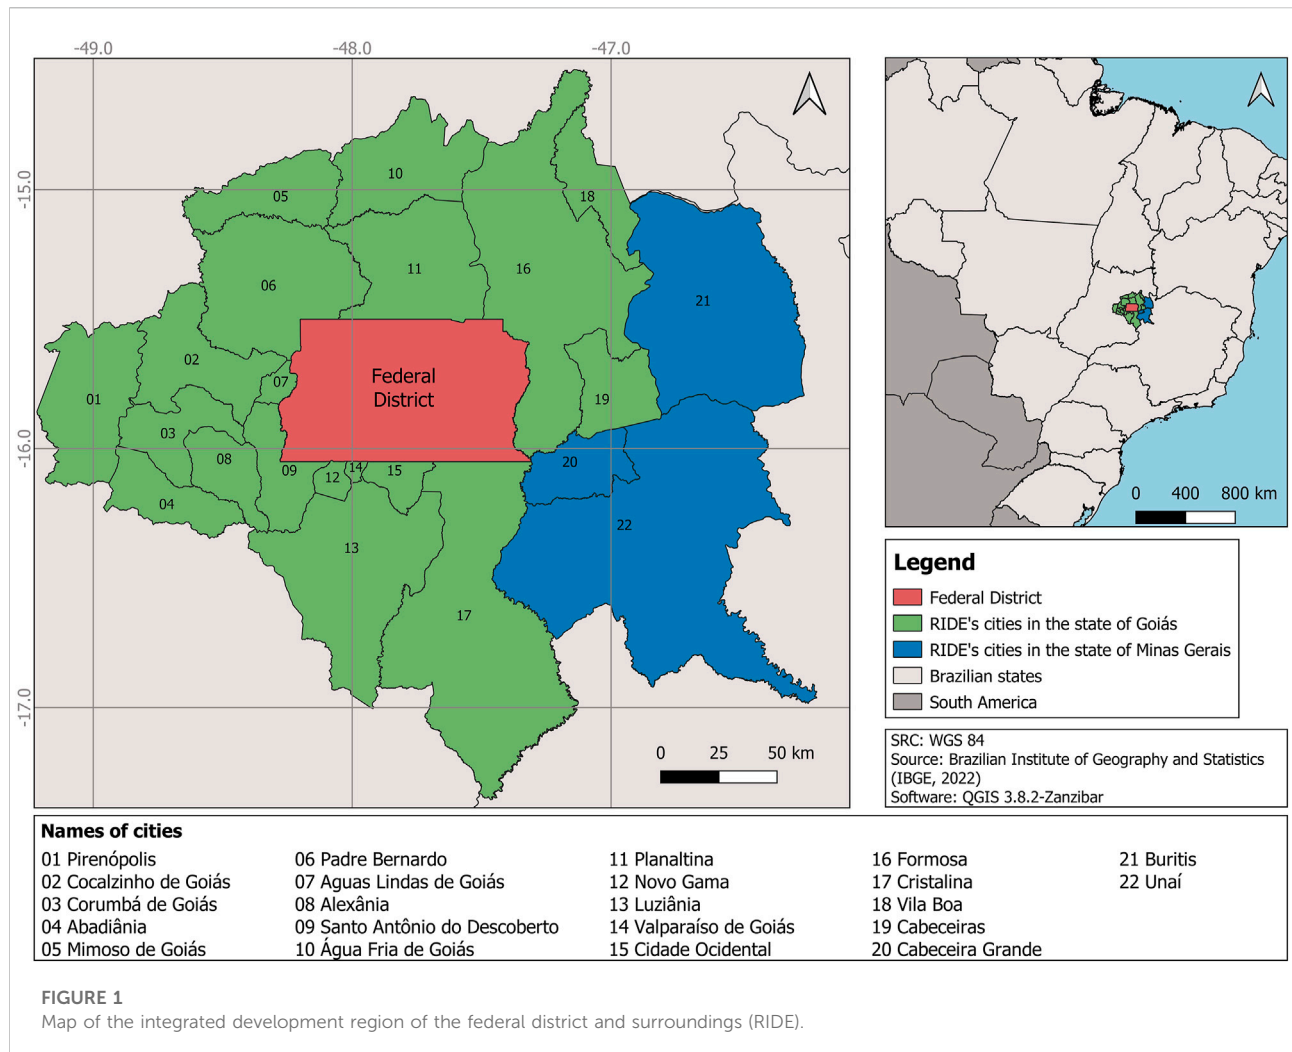 -49.0
-48.0
-47.0
-15.0
-16.0
-17.0
01
02
03
04
05
06
07
08
09
10
11
12
13
14
15
16
17
18
19
20
21
22
Federal
District
0 25 50 km
0 400 800 km
Legend
Federal District
RIDE's cities in the state of Goiás
RIDE's cities in the state of Minas Gerais
Brazilian states
South America
SRC: WGS 84
Source: Brazilian Institute of Geography and Statistics
(IBGE, 2022)
Software: QGIS 3.8.2-Zanzibar
Names of cities
01 Pirenópolis
02 Cocalzinho de Goiás
03 Corumbá de Goiás
04 Abadiânia
05 Mimoso de Goiás
06 Padre Bernardo
07 Aguas Lindas de Goiás
08 Alexânia
09 Santo Antônio do Descoberto
10 Água Fria de Goiás
11 Planaltina
12 Novo Gama
13 Luziânia
14 Valparaíso de Goiás
15 Cidade Ocidental
16 Formosa
17 Cristalina
18 Vila Boa
19 Cabeceiras
20 Cabeceira Grande
21 Buritis
22 Unaí
FIGURE 1
Map of the integrated development region of the federal district and surroundings (RIDE).